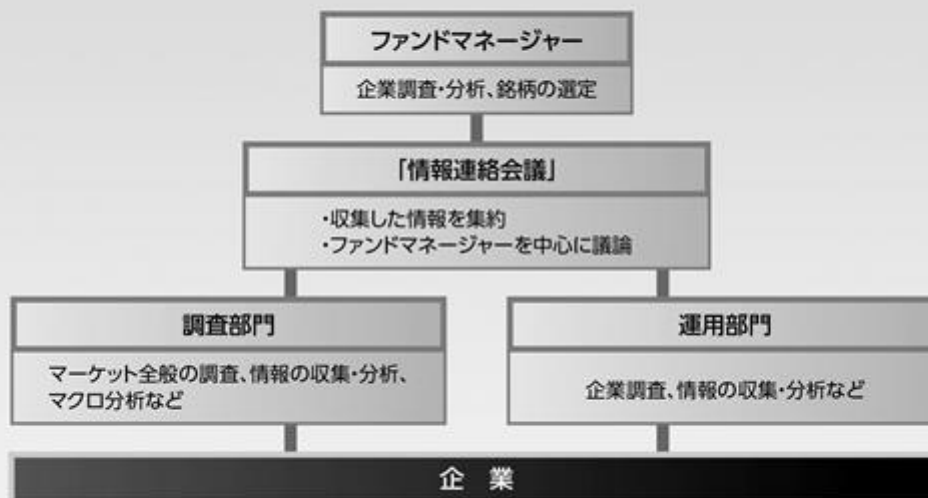 ファンドマネージャー
企業調査・分析、銘柄の選定
「情報連絡会議」
・収集した情報を集約
・ファンドマネージャーを中心に議論
調査部門
マーケット全般の調査、情報の収集・分析、
マクロ分析など
運用部門
企業調査、情報の収集・分析など
企 業